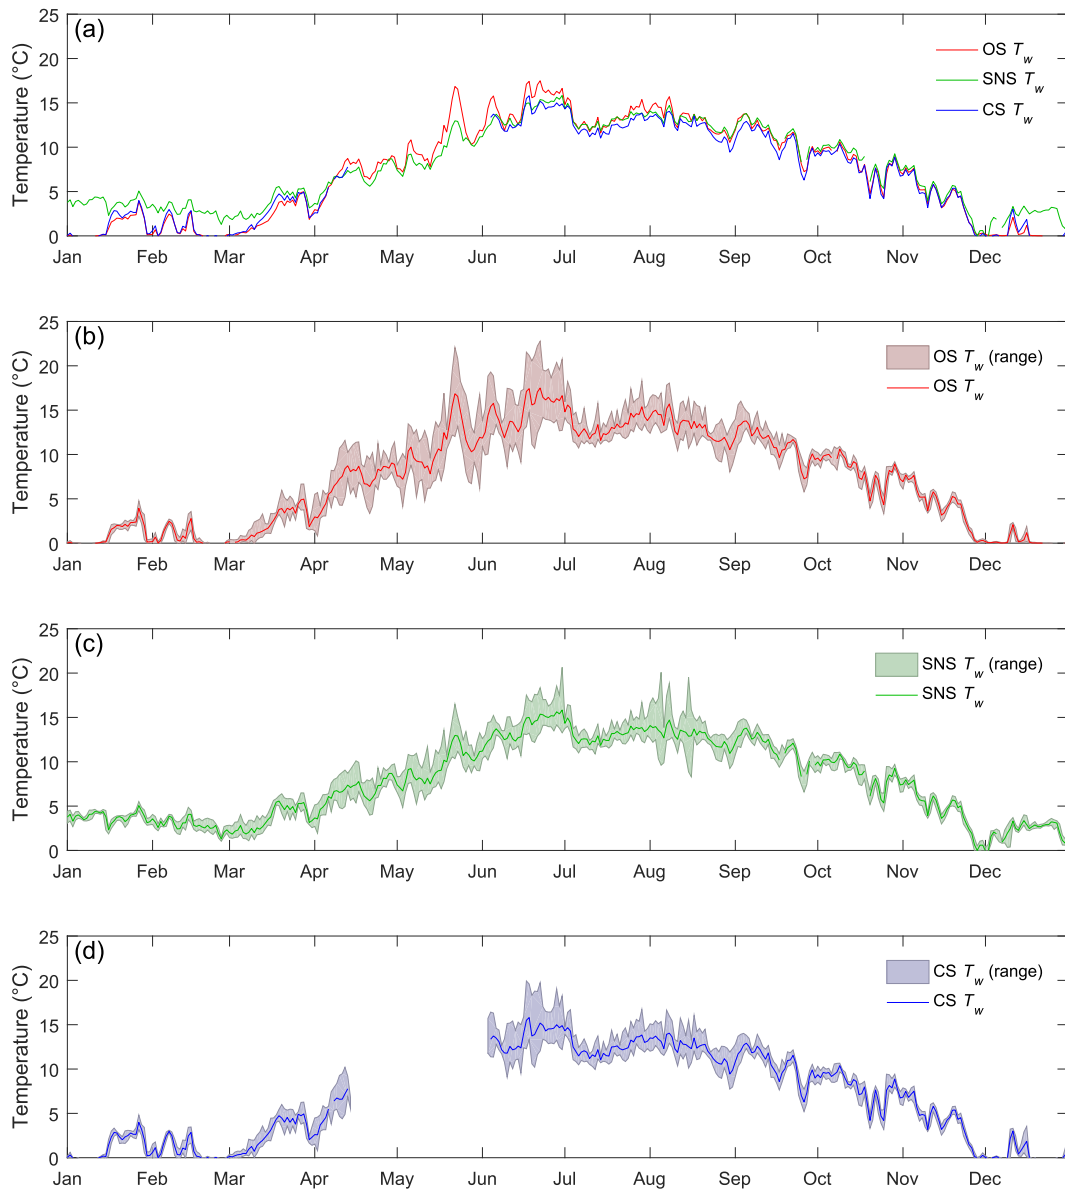 (a)
Temperature (°C)
25
20
15
10
5
0
OS Tw
SNS Tw
CS Tw
Jan Feb Mar Apr May Jun Jul Aug Sep Oct Nov Dec
(b)
Temperature (°C)
25
20
15
10
5
0
OS Tw (range)
OS Tw
Jan Feb Mar Apr May Jun Jul Aug Sep Oct Nov Dec
(c)
Temperature (°C)
25
20
15
10
5
0
SNS Tw (range)
SNS Tw
Jan Feb Mar Apr May Jun Jul Aug Sep Oct Nov Dec
(d)
Temperature (°C)
25
20
15
10
5
0
CS Tw (range)
CS Tw
Jan Feb Mar Apr May Jun Jul Aug Sep Oct Nov Dec